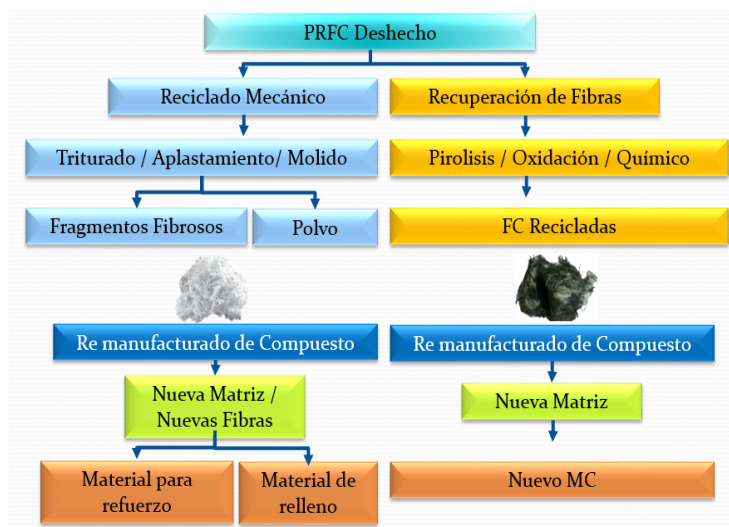 PRFC Deshecho
Reciclado Mecánico
Recuperación de Fibras
Triturado / Aplastamiento/ Molido
Pirolisis / Oxidación / Químico
Fragmentos Fibrosos
Polvo
FC Recicladas
Re manufacturado de Compuesto
Re manufacturado de Compuesto
Nueva Matriz /
Nuevas Fibras
Nueva Matriz
Material para
refuerzo
Material de
relleno
Nuevo MC